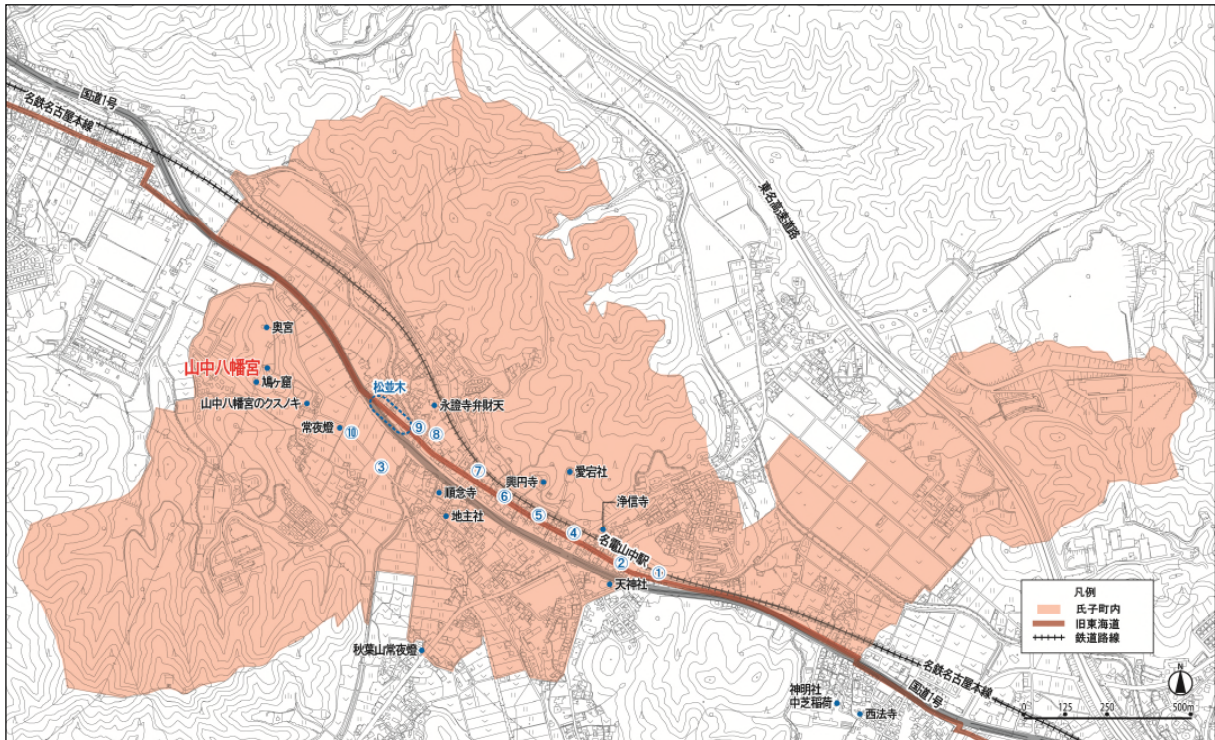 国道1号
名鉄名古屋本線
東名高速道路
奥宮
山中八幡宮
鳩ヶ窟
山中八幡宮のクスノキ
松並木
永證寺弁財天
常夜燈
⑩
⑨
⑧
③
⑦
愛宕社
興円寺
順念寺
⑥
浄信寺
地主社
⑤
④
名電山中駅
②
①
天神社
秋葉山常夜燈
凡例
氏子町内
旧東海道
鉄道路線
名鉄名古屋本線
国道1号
神明社
中芝稲荷
西法寺
N
0 125 250 500m